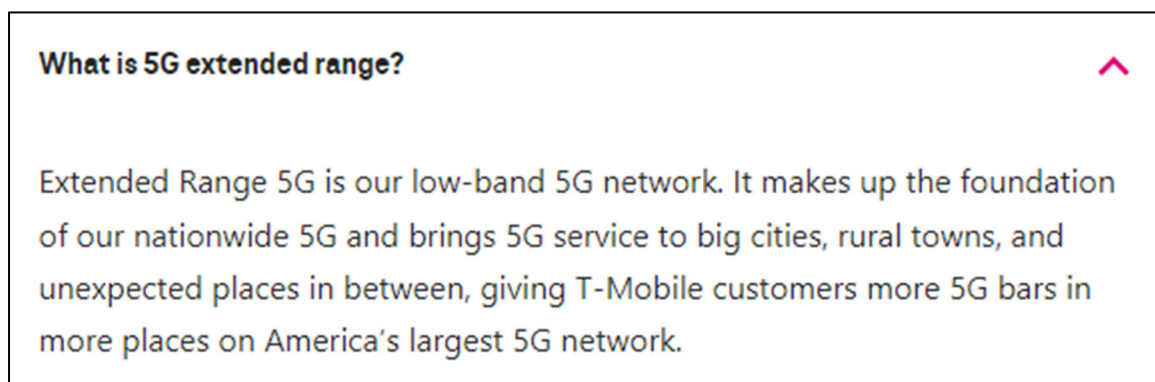 What is 5G extended range?
Extended Range 5G is our low-band 5G network. It makes up the foundation
of our nationwide 5G and brings 5G service to big cities, rural towns, and
unexpected places in between, giving T-Mobile customers more 5G bars in
more places on America's largest 5G network.